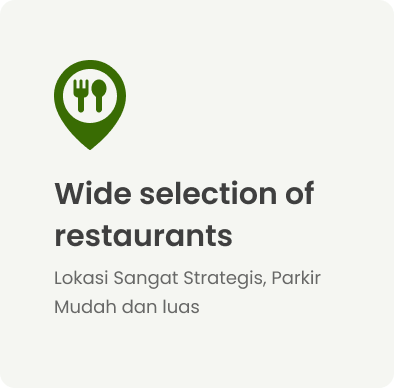 Wide selection of
restaurants
Lokasi Sangat Strategis, Parkir
Mudah dan luas